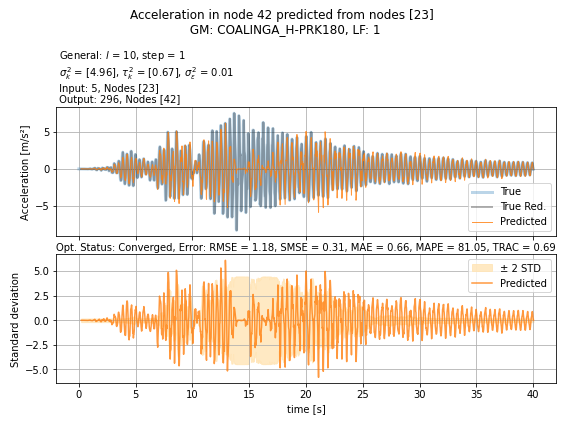 Acceleration in node 42 predicted from nodes [23]
GM: COALINGA_H-PRK180, LF: 1
General: l = 10, step = 1
σ²ₖ = [4.96], τ²ₖ = [0.67], σ²ε = 0.01
Input: 5, Nodes [23]
Output: 296, Nodes [42]
Acceleration [m/s²]
5
0
−5
True
True Red.
Predicted
Opt. Status: Converged, Error: RMSE = 1.18, SMSE = 0.31, MAE = 0.66, MAPE = 81.05, TRAC = 0.69
Standard deviation
5.0
2.5
0.0
−2.5
−5.0
± 2 STD
Predicted
0 5 10 15 20 25 30 35 40
time [s]